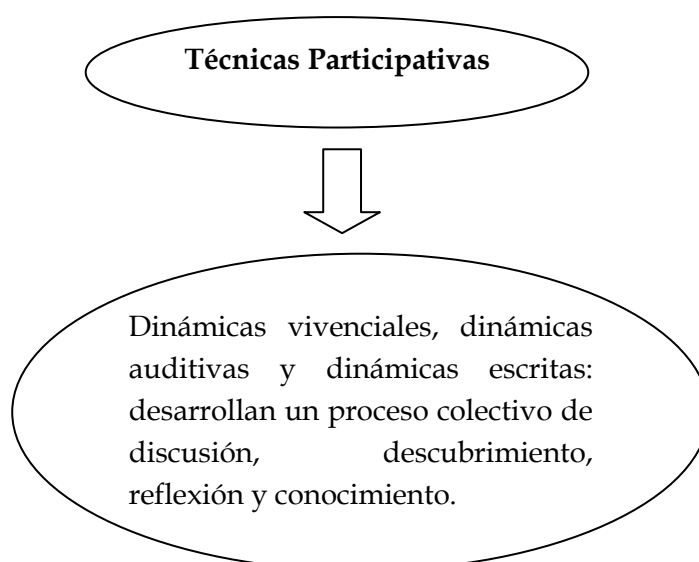 Técnicas Participativas
Dinámicas vivenciales, dinámicas
auditivas y dinámicas escritas:
desarrollan un proceso colectivo de
discusión, descubrimiento,
reflexión y conocimiento.